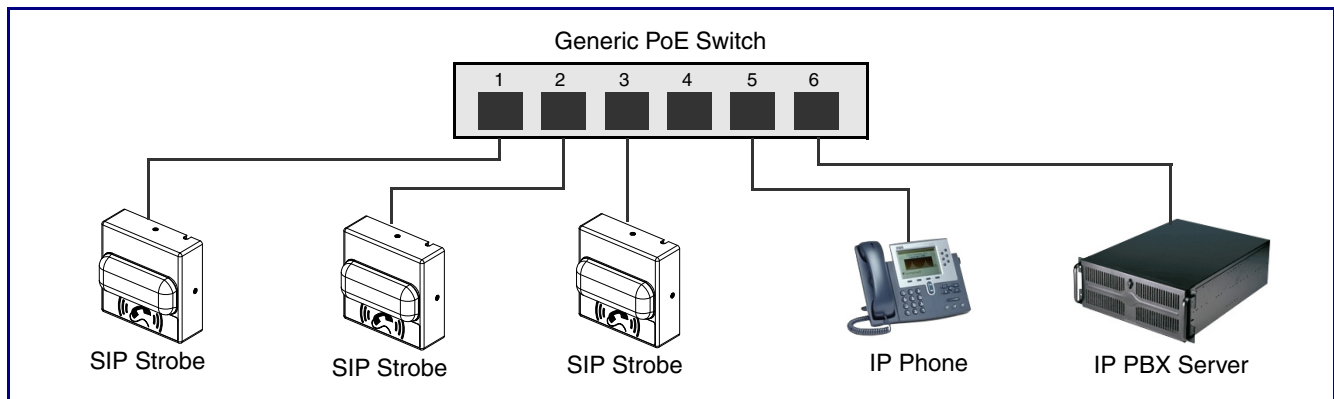 Generic PoE Switch
1 2 3 4 5 6
SIP Strobe
SIP Strobe
SIP Strobe
IP Phone
IP PBX Server